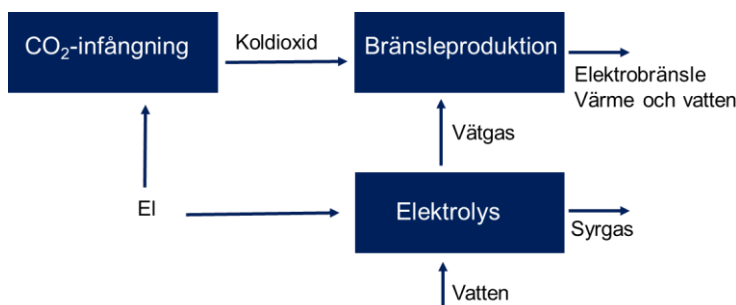 CO₂-infångning
Koldioxid
Bränsleproduktion
Elektrobränsle
Värme och vatten
Vätgas
El
Elektrolys
Syrgas
Vatten